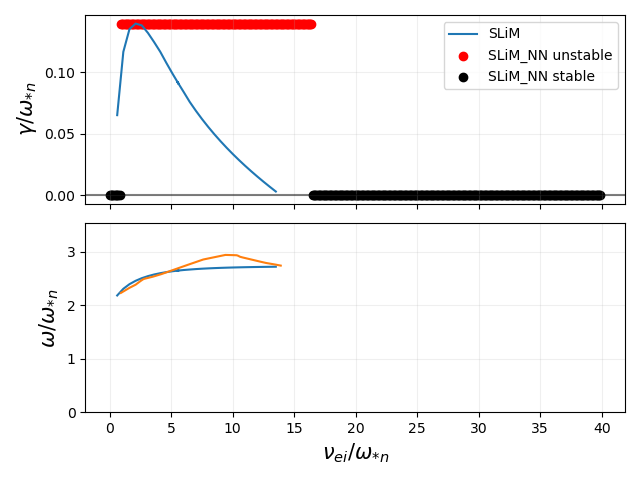 γ/ω*n
0.10
0.05
0.00
SLiM
SLiM_NN unstable
SLiM_NN stable
ω/ω*n
3
2
1
0
0 5 10 15 20 25 30 35 40
ν_ei/ω*n